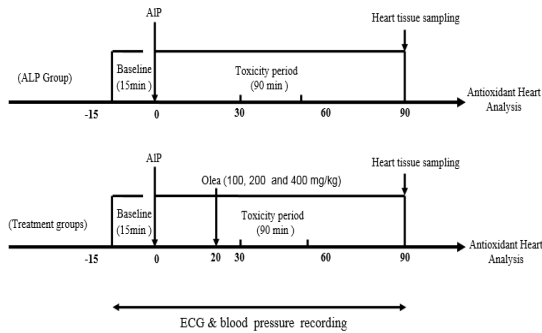 AlP
Heart tissue sampling
Baseline
(15min)
Toxicity period
(90 min )
(ALP Group)
Antioxidant Heart
Analysis
-15
0
30
60
90
AlP
Heart tissue sampling
Olea (100, 200 and 400 mg/kg)
Baseline
(15min)
Toxicity period
(90 min )
(Treatment groups)
Antioxidant Heart
Analysis
-15
0
20
30
60
90
ECG & blood pressure recording